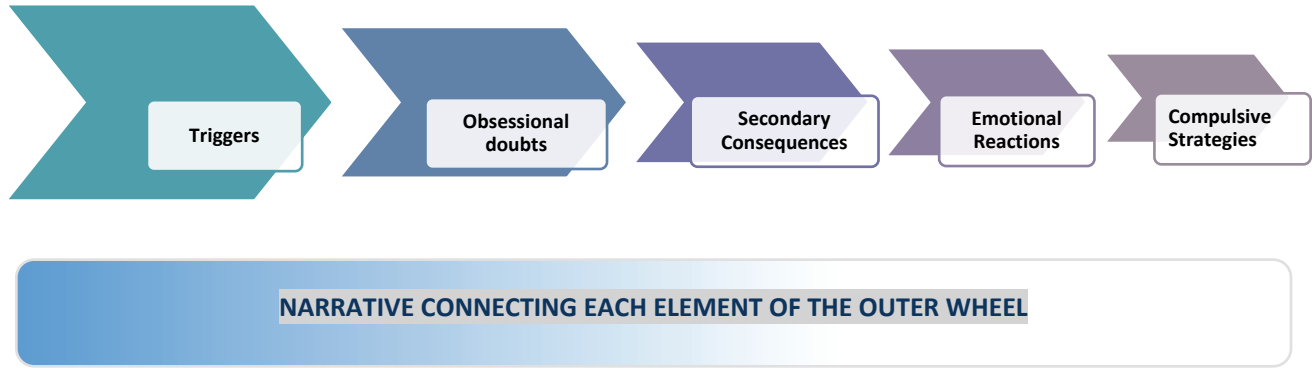 Triggers
Obsessional
doubts
Secondary
Consequences
Emotional
Reactions
Compulsive
Strategies
NARRATIVE CONNECTING EACH ELEMENT OF THE OUTER WHEEL